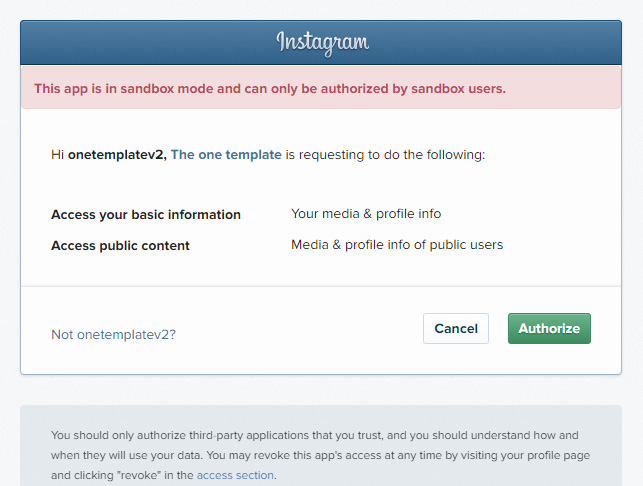 Instagram
This app is in sandbox mode and can only be authorized by sandbox users.
Hi onetemplatev2, The one template is requesting to do the following:
Access your basic information Your media & profile info
Access public content Media & profile info of public users
Not onetemplatev2? Cancel Authorize
You should only authorize third-party applications that you trust, and you should understand how and
when they will use your data. You may revoke this app's access at any time by visiting your profile page
and clicking "revoke" in the access section.